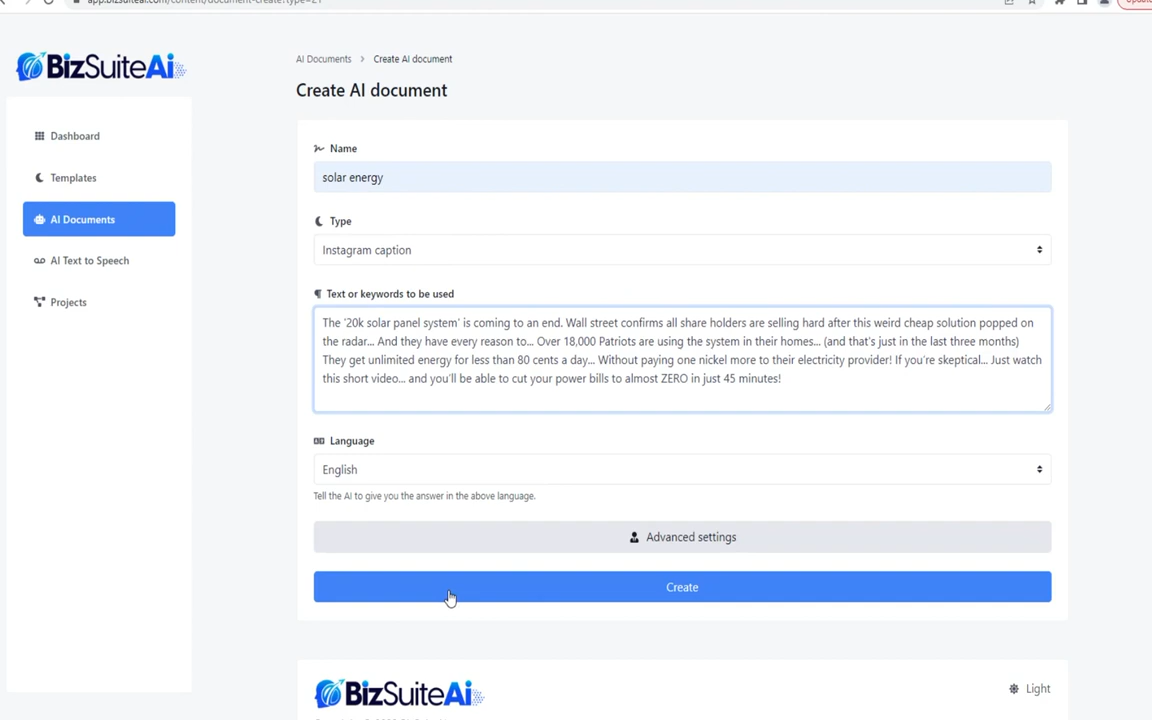 app.bizsuiteai.com/content/document-create?type=21
BizSuiteAi
AI Documents > Create AI document
Create AI document
Dashboard
Templates
AI Documents
AI Text to Speech
Projects
Name
solar energy
Type
Instagram caption
Text or keywords to be used
The '20k solar panel system' is coming to an end. Wall street confirms all share holders are selling hard after this weird cheap solution popped on
the radar... And they have every reason to... Over 18,000 Patriots are using the system in their homes... (and that's just in the last three months)
They get unlimited energy for less than 80 cents a day... Without paying one nickel more to their electricity provider! If you're skeptical... Just watch
this short video... and you'll be able to cut your power bills to almost ZERO in just 45 minutes!
Language
English
Tell the AI to give you the answer in the above language.
Advanced settings
Create
BizSuiteAi
Light